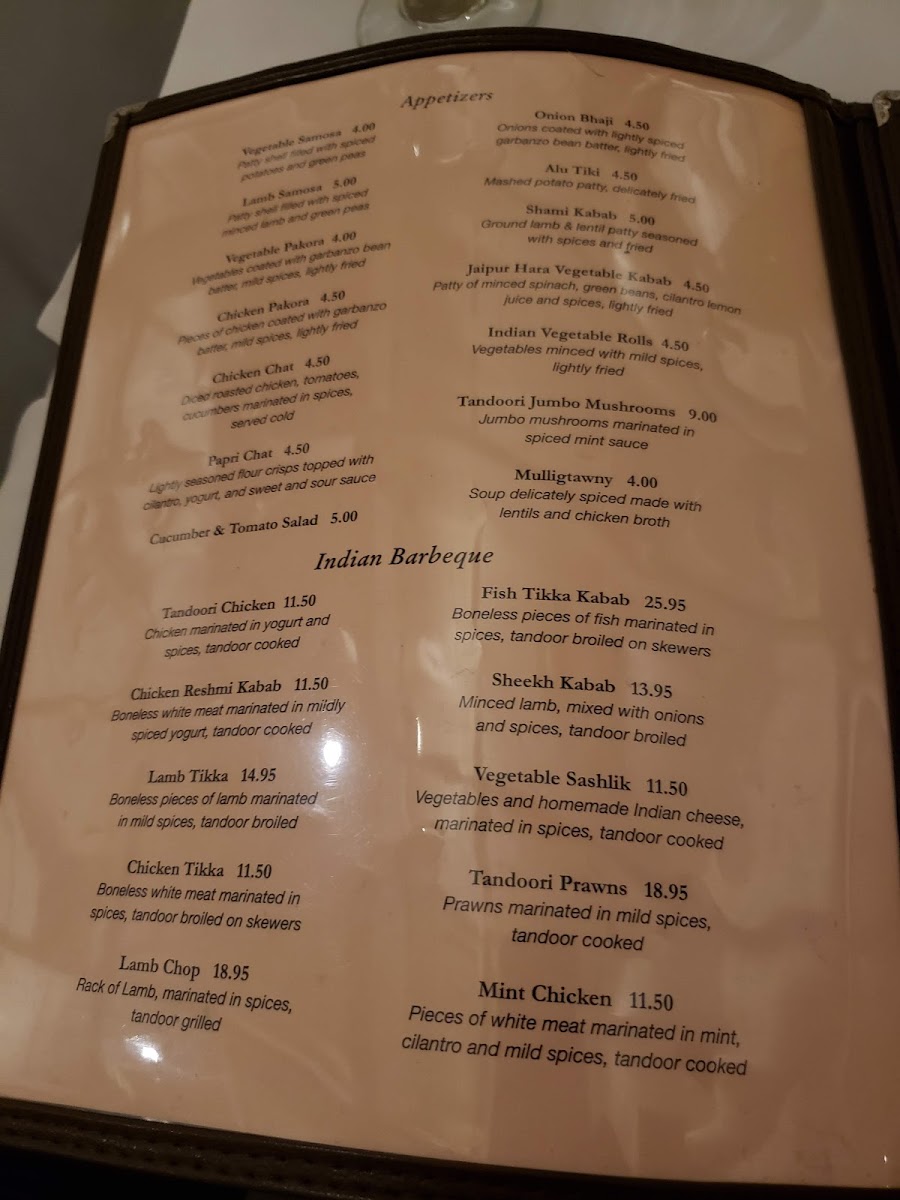 Appetizers
Vegetable Samosa 4.00
Patty shell filled with spiced
potatoes and green peas
Lamb Samosa 5.00
Patty shell filled with spiced
minced lamb and green peas
Vegetable Pakora 4.00
Vegetables coated with garbanzo bean
batter, mild spices, lightly fried
Chicken Pakora 4.50
Pieces of chicken coated with garbanzo
batter, mild spices, lightly fried
Chicken Chat 4.50
Diced roasted chicken, tomatoes,
cucumbers marinated in spices,
served cold
Papri Chat 4.50
Lightly seasoned flour crisps topped with
cilantro, yogurt, and sweet and sour sauce
Cucumber & Tomato Salad 5.00
Onion Bhaji 4.50
Onions coated with lightly spiced
garbanzo bean batter, lightly fried
Alu Tiki 4.50
Mashed potato patty, delicately fried
Shami Kabab 5.00
Ground lamb & lentil patty seasoned
with spices and fried
Jaipur Hara Vegetable Kabab 4.50
Patty of minced spinach, green beans, cilantro lemon
juice and spices, lightly fried
Indian Vegetable Rolls 4.50
Vegetables minced with mild spices,
lightly fried
Tandoori Jumbo Mushrooms 9.00
Jumbo mushrooms marinated in
spiced mint sauce
Mulligtawny 4.00
Soup delicately spiced made with
lentils and chicken broth
Indian Barbeque
Tandoori Chicken 11.50
Chicken marinated in yogurt and
spices, tandoor cooked
Chicken Reshmi Kabab 11.50
Boneless white meat marinated in mildly
spiced yogurt, tandoor cooked
Lamb Tikka 14.95
Boneless pieces of lamb marinated
in mild spices, tandoor broiled
Chicken Tikka 11.50
Boneless white meat marinated in
spices, tandoor broiled on skewers
Lamb Chop 18.95
Rack of Lamb, marinated in spices,
tandoor grilled
Fish Tikka Kabab 25.95
Boneless pieces of fish marinated in
spices, tandoor broiled on skewers
Sheekh Kabab 13.95
Minced lamb, mixed with onions
and spices, tandoor broiled
Vegetable Sashlik 11.50
Vegetables and homemade Indian cheese,
marinated in spices, tandoor cooked
Tandoori Prawns 18.95
Prawns marinated in mild spices,
tandoor cooked
Mint Chicken 11.50
Pieces of white meat marinated in mint,
cilantro and mild spices, tandoor cooked